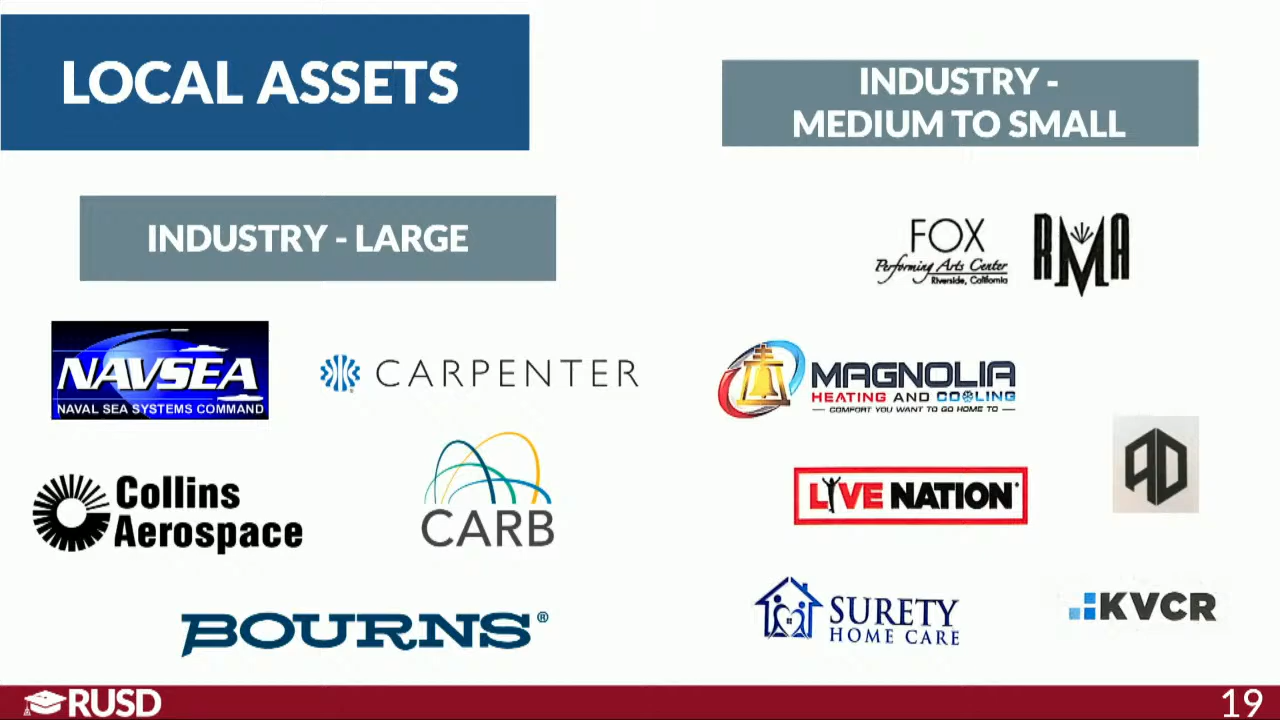 LOCAL ASSETS
INDUSTRY - LARGE
NAVSEA
NAVAL SEA SYSTEMS COMMAND
CARPENTER
Collins
Aerospace
CARB
BOURNS®
INDUSTRY -
MEDIUM TO SMALL
FOX
Performing Arts Center
Riverside, California
RMA
MAGNOLIA
HEATING AND COOLING
COMFORT YOU WANT TO GO HOME TO
LIVE NATION
AD
SURETY
HOME CARE
KVCR
RUSD
19